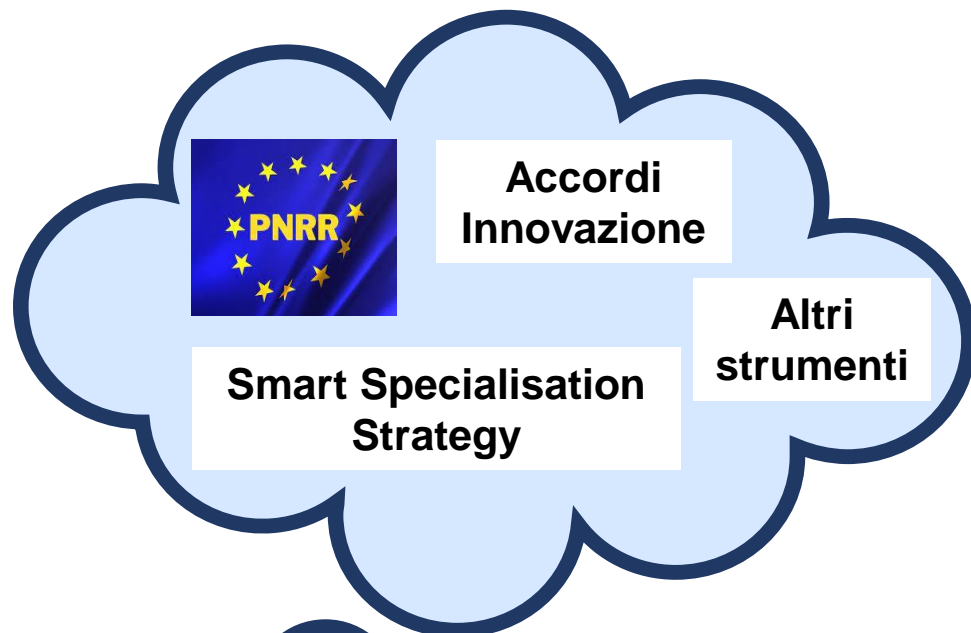 PNRR
Accordi
Innovazione
Altri
strumenti
Smart Specialisation
Strategy